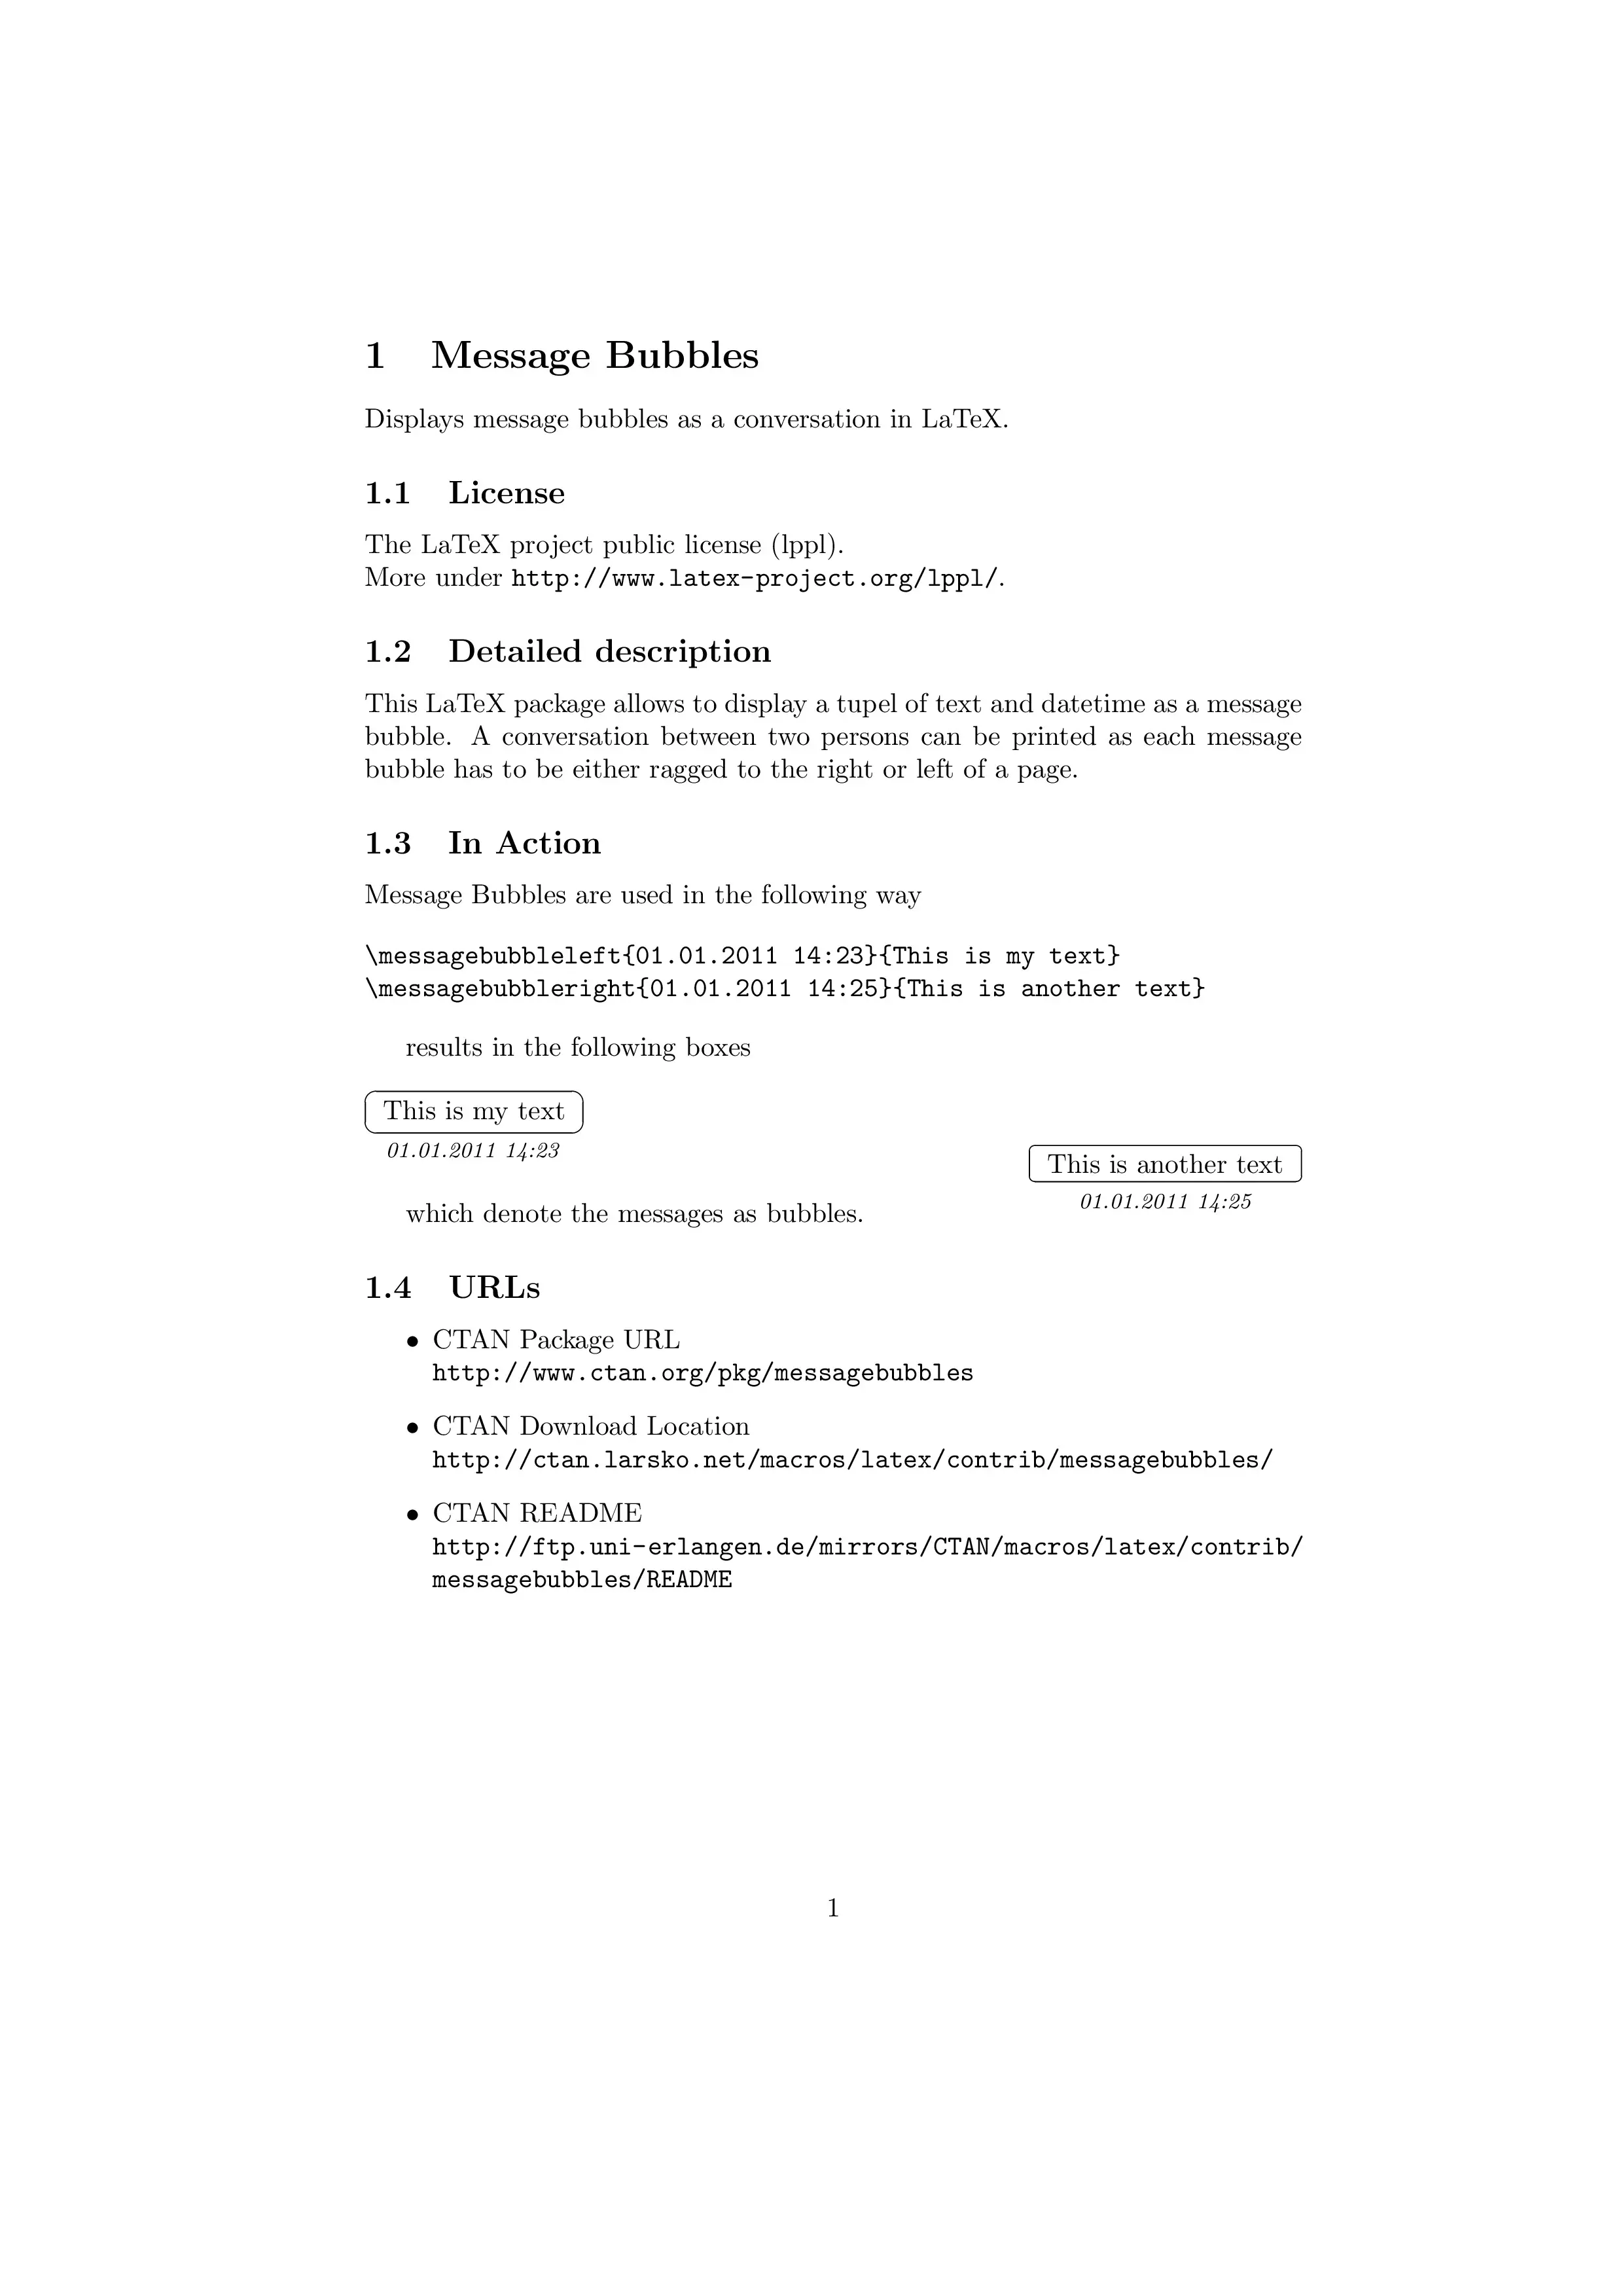 1 Message Bubbles
Displays message bubbles as a conversation in LaTeX.
1.1 License
The LaTeX project public license (lppl).
More under http://www.latex-project.org/lppl/.
1.2 Detailed description
This LaTeX package allows to display a tupel of text and datetime as a message
bubble. A conversation between two persons can be printed as each message
bubble has to be either ragged to the right or left of a page.
1.3 In Action
Message Bubbles are used in the following way
\messagebubbleleft{01.01.2011 14:23}{This is my text}
\messagebubbleright{01.01.2011 14:25}{This is another text}
results in the following boxes
This is my text
01.01.2011 14:23
This is another text
01.01.2011 14:25
which denote the messages as bubbles.
1.4 URLs
• CTAN Package URL
http://www.ctan.org/pkg/messagebubbles
• CTAN Download Location
http://ctan.larsko.net/macros/latex/contrib/messagebubbles/
• CTAN README
http://ftp.uni-erlangen.de/mirrors/CTAN/macros/latex/contrib/
messagebubbles/README
1